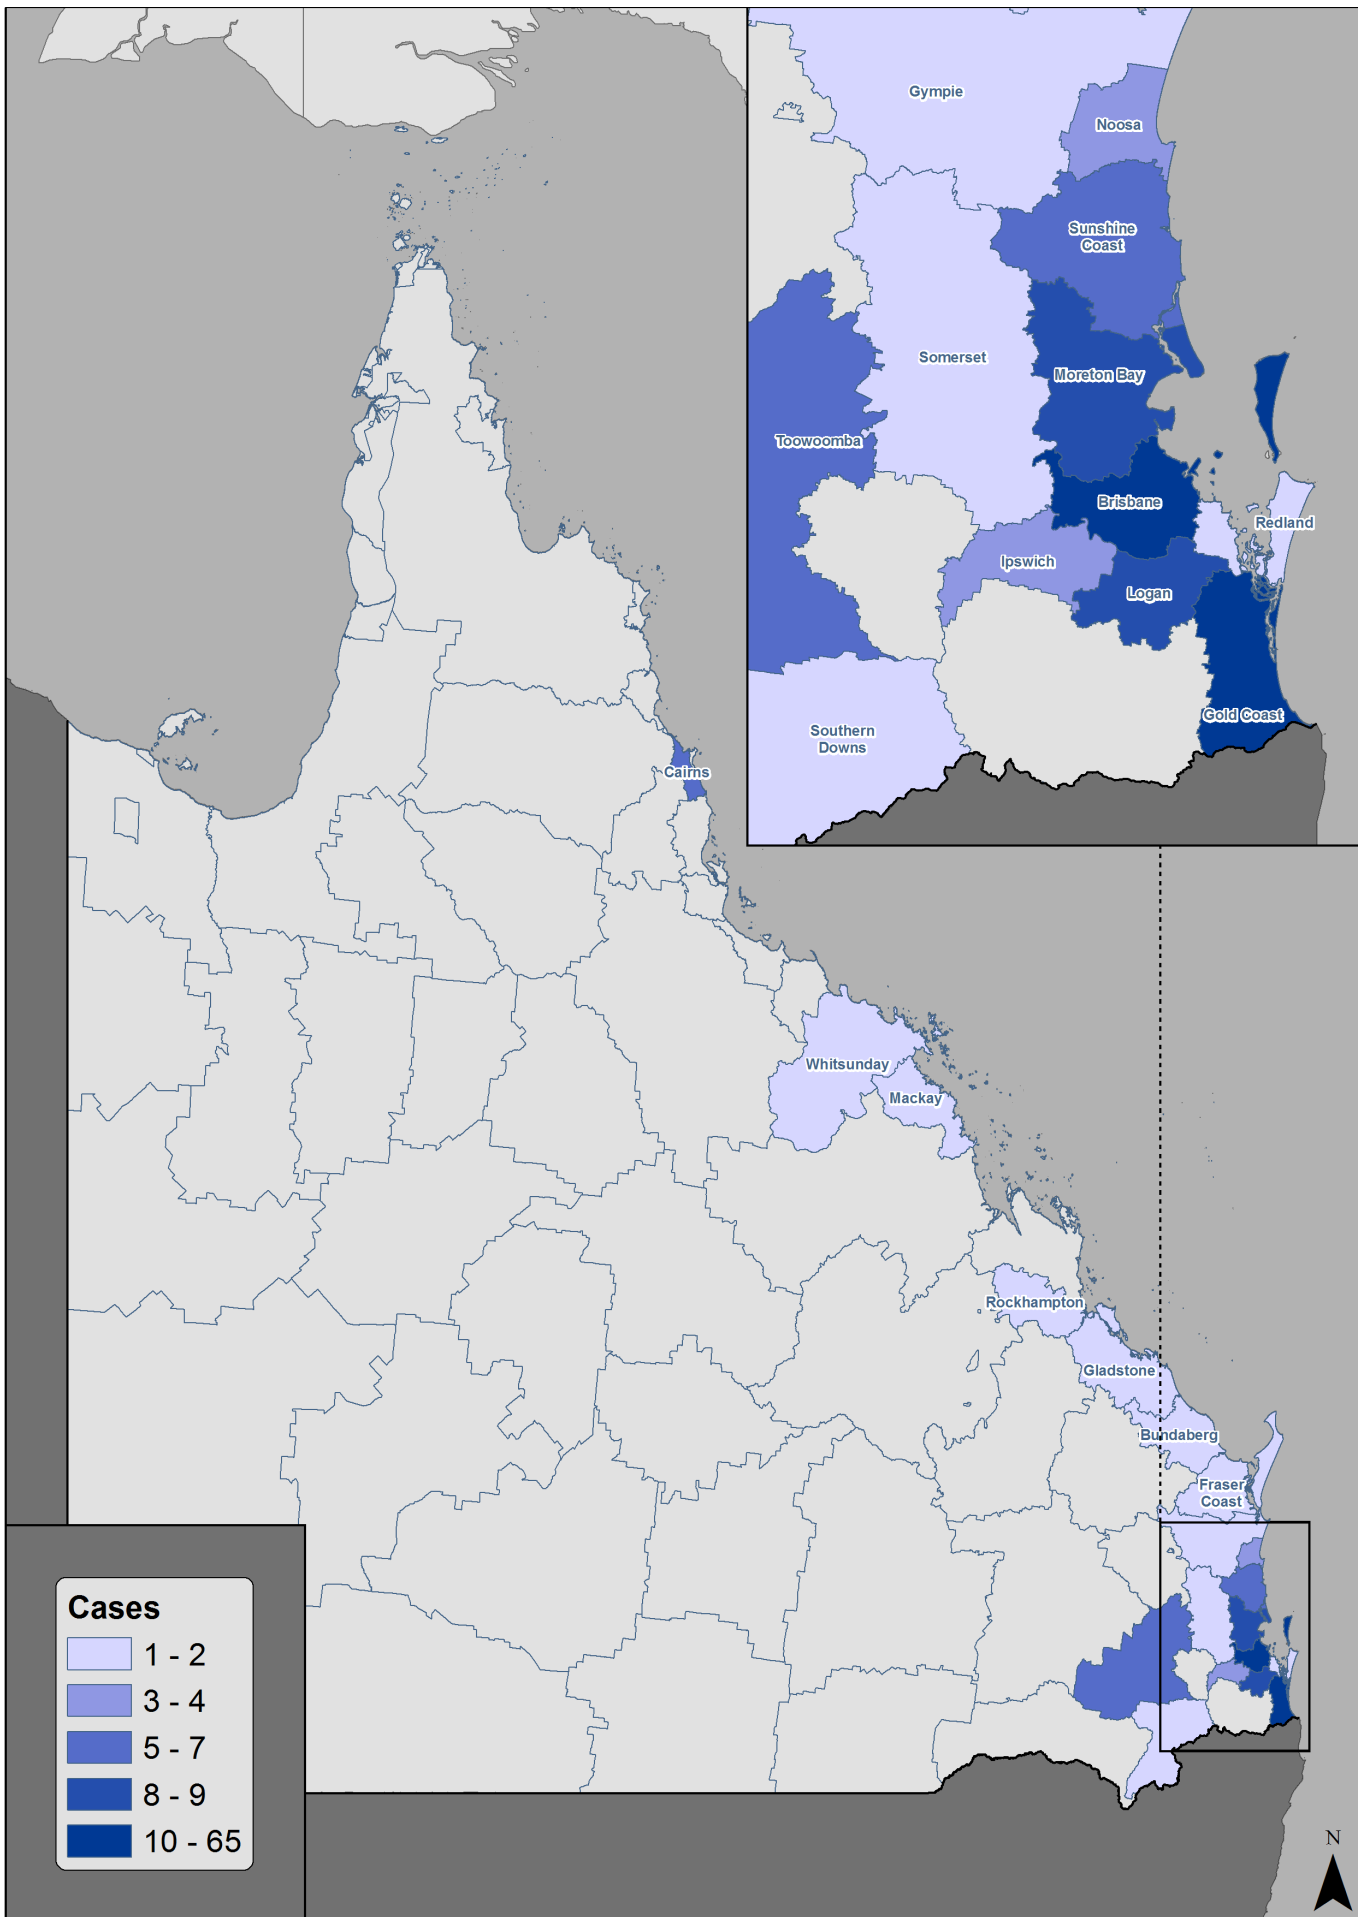 Gympie
Noosa
Sunshine
Coast
Somerset
Moreton Bay
Toowoomba
Brisbane
Redland
Ipswich
Logan
Gold Coast
Southern
Downs
Cairns
Whitsunday
Mackay
Rockhampton
Gladstone
Bundaberg
Fraser
Coast
Cases
1 - 2
3 - 4
5 - 7
8 - 9
10 - 65
N